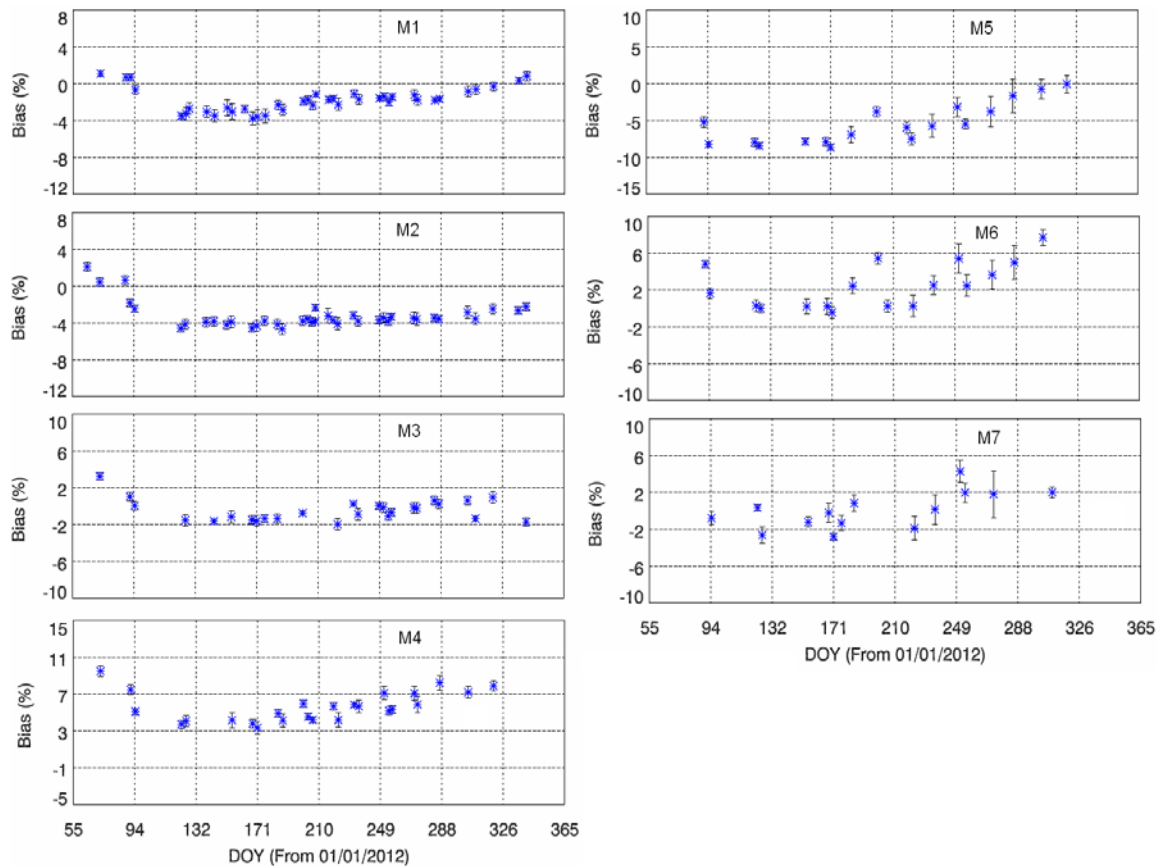 M1
8
4
0
-4
-8
-12
Bias (%)
M2
8
4
0
-4
-8
-12
Bias (%)
M3
10
6
2
-2
-6
-10
Bias (%)
M4
15
11
7
3
-1
-5
Bias (%)
55 94 132 171 210 249 288 326 365
DOY (From 01/01/2012)
M5
10
5
0
-5
-10
-15
Bias (%)
M6
10
6
2
-2
-6
-10
Bias (%)
M7
10
6
2
-2
-6
-10
Bias (%)
55 94 132 171 210 249 288 326 365
DOY (From 01/01/2012)